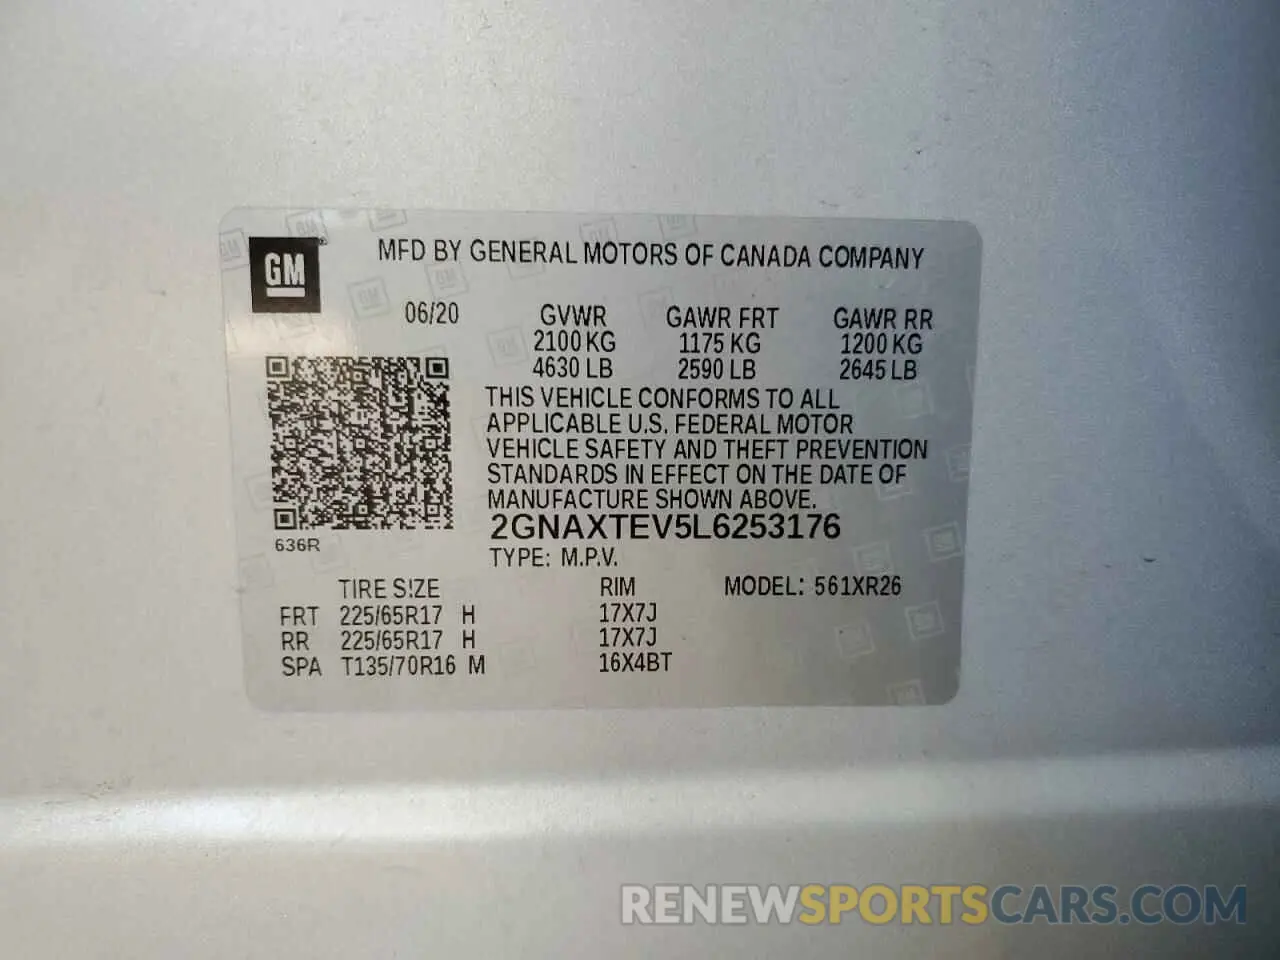 MFD BY GENERAL MOTORS OF CANADA COMPANY
GM®
06/20 GVWR GAWR FRT GAWR RR
2100 KG 1175 KG 1200 KG
4630 LB 2590 LB 2645 LB
THIS VEHICLE CONFORMS TO ALL
APPLICABLE U.S. FEDERAL MOTOR
VEHICLE SAFETY AND THEFT PREVENTION
STANDARDS IN EFFECT ON THE DATE OF
MANUFACTURE SHOWN ABOVE.
2GNAXTEV5L6253176
636R
TYPE: M.P.V.
TIRE SIZE RIM MODEL: 561XR26
FRT 225/65R17 H 17X7J
RR 225/65R17 H 17X7J
SPA T135/70R16 M 16X4BT
RENEWSPORTSCARS.COM